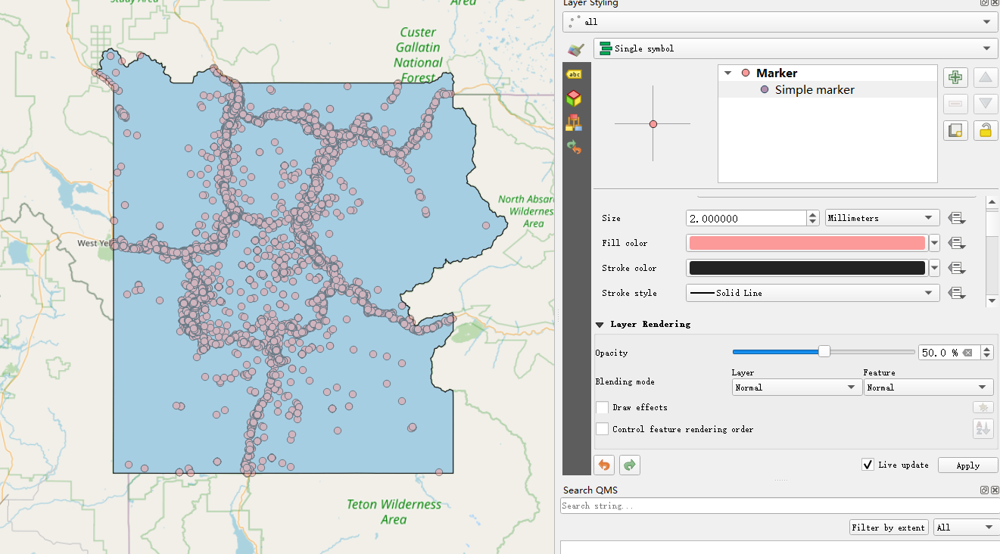 Study Area
Area
Custer
Gallatin
National
Forest
North Absar
Wilderness
Area
West Yel
Teton Wilderness
Area
Layer Styling
all
Single symbol
abc
Marker
Simple marker
Size
2.000000
Millimeters
Fill color
Stroke color
Stroke style
Solid Line
Layer Rendering
Opacity
50.0 %
Blending mode
Layer
Feature
Normal
Normal
Draw effects
Control feature rendering order
Live update
Apply
Search QMS
Search string...
Filter by extent
All